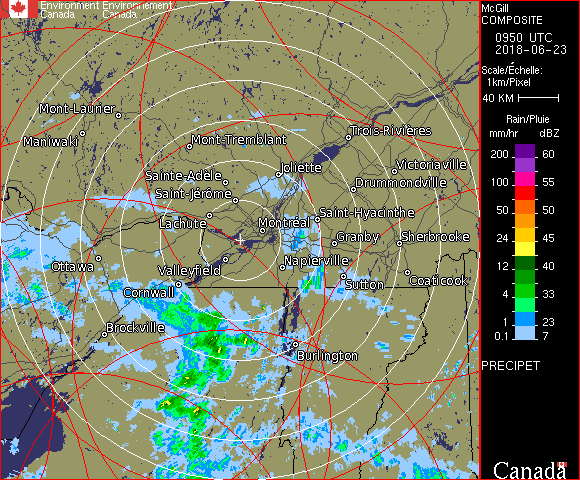 Environment Environnement
Canada Canada
McGill
COMPOSITE
0950 UTC
2018-06-23
Scale/Échelle:
1km/Pixel
40 KM
Rain/Pluie
mm/hr dBZ
200 60
100 55
50 50
24 45
12 40
4 33
1 23
0.1 7
PRECIPET
Canada
Mont-Laurier
Maniwaki
Mont-Tremblant
Trois-Rivières
Victoriaville
Joliette
Sainte-Adèle
Drummondville
Saint-Jérôme
Lachute
Saint-Hyacinthe
Montréal
Granby
Sherbrooke
Ottawa
Valleyfield
Napierville
Sutton
Coaticook
Cornwall
Brockville
Burlington